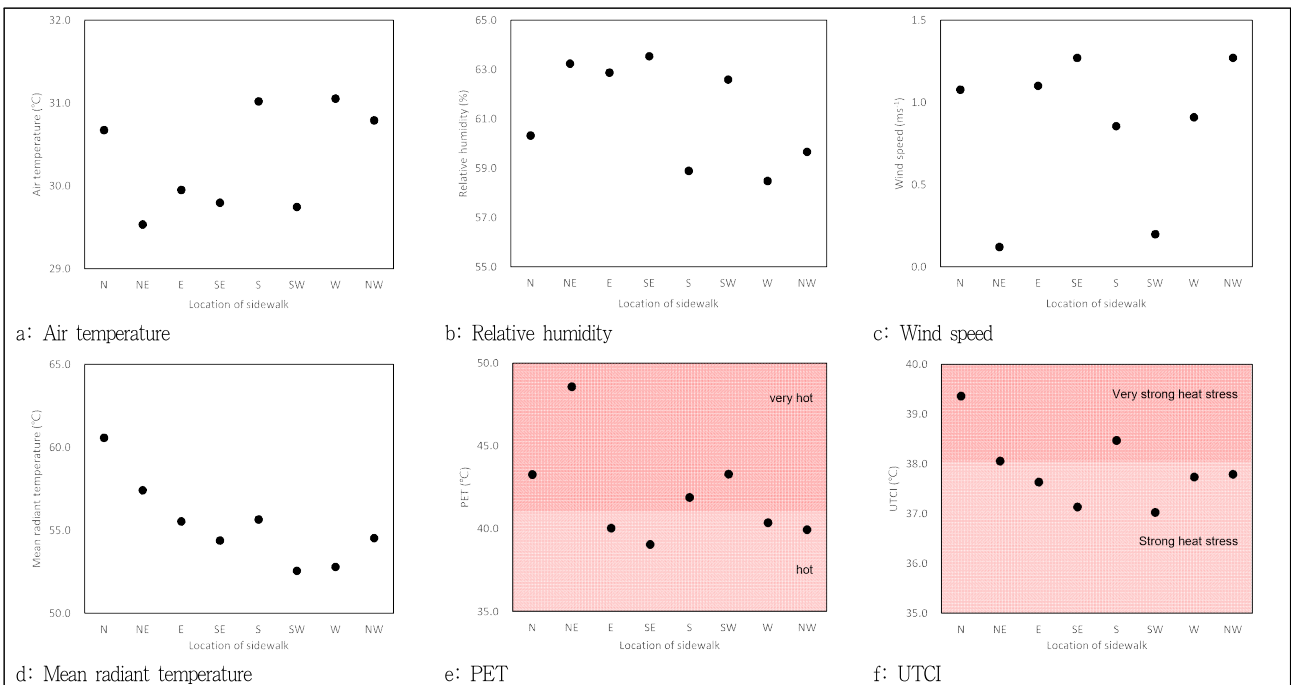 32.0
31.0
30.0
29.0
Air temperature (℃)
N NE E SE S SW W NW
Location of sidewalk
a: Air temperature
65.0
63.0
61.0
59.0
57.0
55.0
Relative humidity (%)
N NE E SE S SW W NW
Location of sidewalk
b: Relative humidity
1.5
1.0
0.5
0.0
Wind speed (ms⁻¹)
N NE E SE S SW W NW
Location of sidewalk
c: Wind speed
65.0
60.0
55.0
50.0
Mean radiant temperature (℃)
N NE E SE S SW W NW
Location of sidewalk
d: Mean radiant temperature
50.0
45.0
40.0
35.0
PET (℃)
very hot
hot
N NE E SE S SW W NW
Location of sidewalk
e: PET
40.0
39.0
38.0
37.0
36.0
35.0
UTCI (℃)
Very strong heat stress
Strong heat stress
N NE E SE S SW W NW
Location of sidewalk
f: UTCI